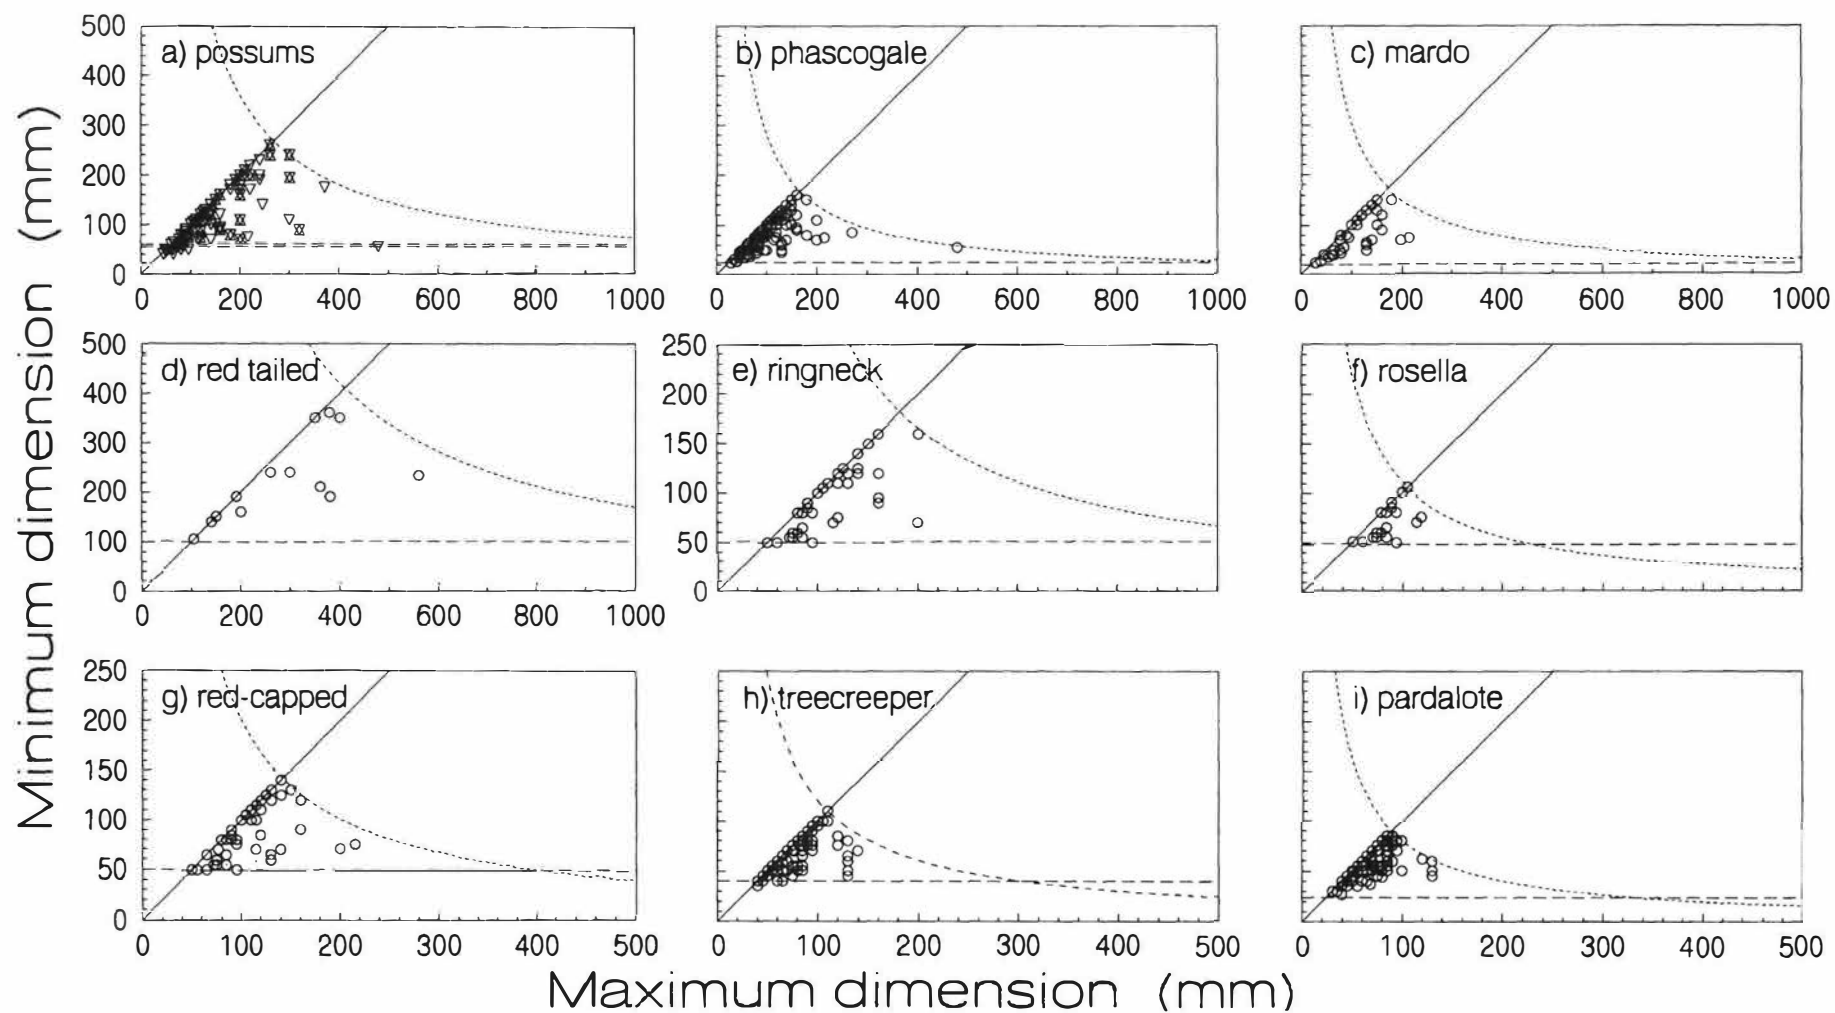 Minimum dimension (mm)
500
400
300
200
100
0
a) possums
0 200 400 600 800 1000
b) phascogale
0 200 400 600 800 1000
c) mardo
0 200 400 600 800 1000
500
400
300
200
100
0
d) red tailed
0 200 400 600 800 1000
250
200
150
100
50
0
e) ringneck
f) rosella
250
200
150
100
50
0
g) red-capped
0 100 200 300 400 500
h) treecreeper
0 100 200 300 400 500
i) pardalote
0 100 200 300 400 500
Maximum dimension (mm)